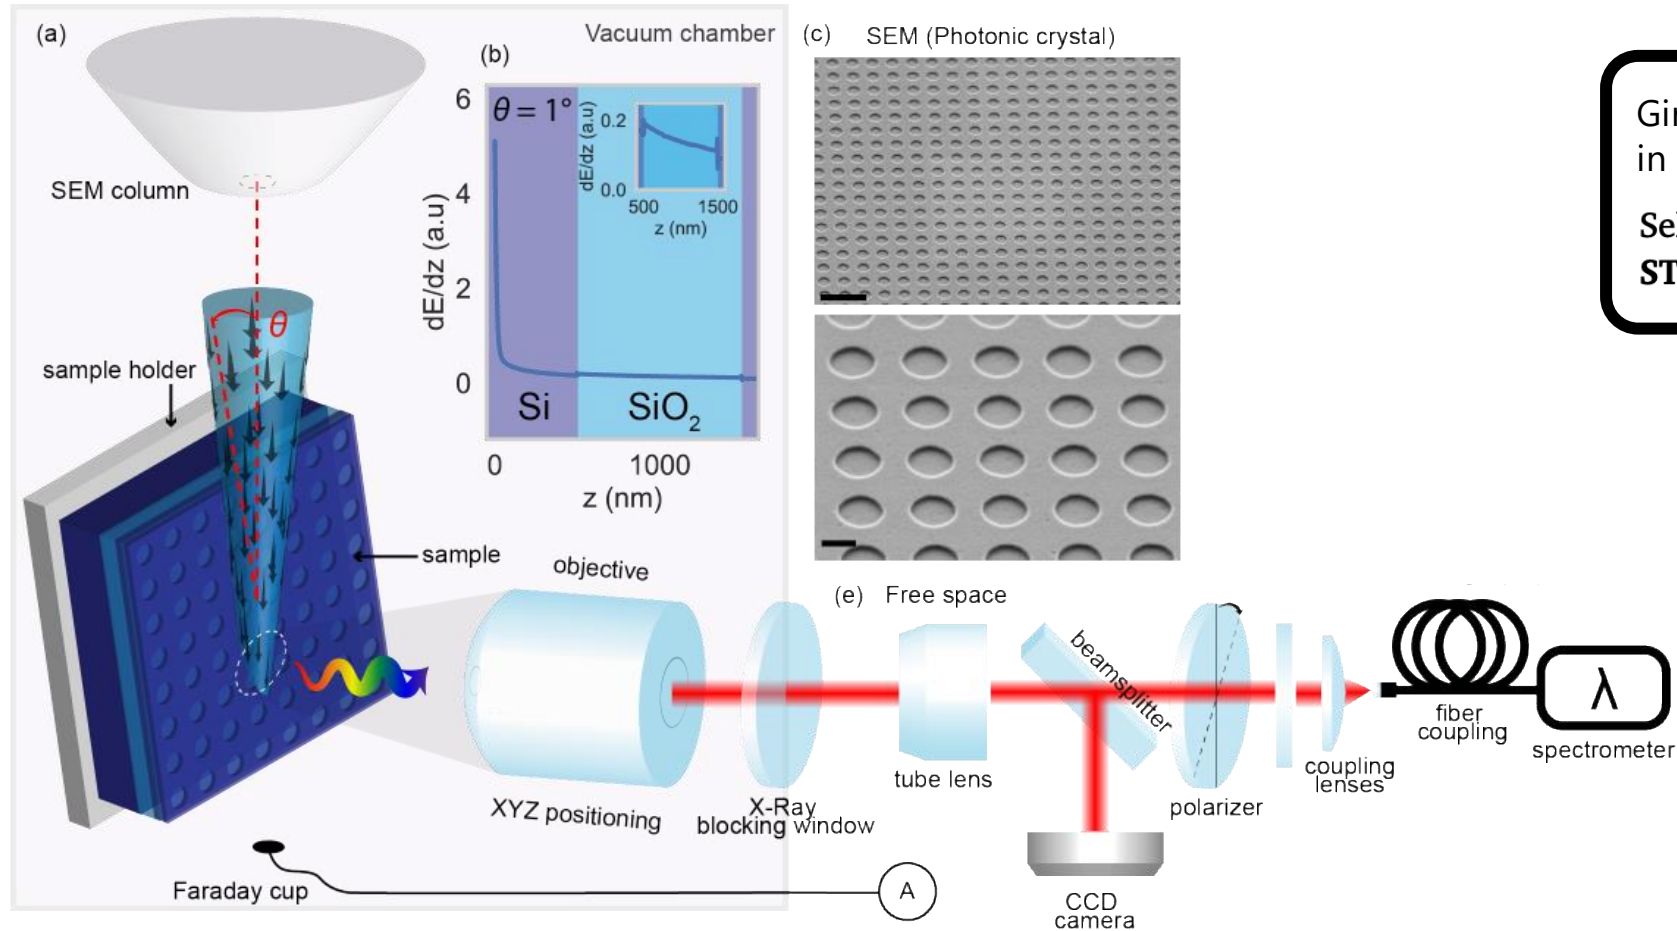 (a)
Vacuum chamber
SEM column
θ
sample holder
sample
(b)
θ = 1°
dE/dz (a.u)
6
4
2
0
Si
SiO2
0
1000
z (nm)
dE/dz (a.u)
0.2
0.0
500
1500
z (nm)
(c)
SEM (Photonic crystal)
objective
XYZ positioning
X-Ray
blocking window
Faraday cup
A
(e)
Free space
tube lens
beamsplitter
CCD
camera
polarizer
coupling
lenses
fiber
coupling
λ
spectrometer
in